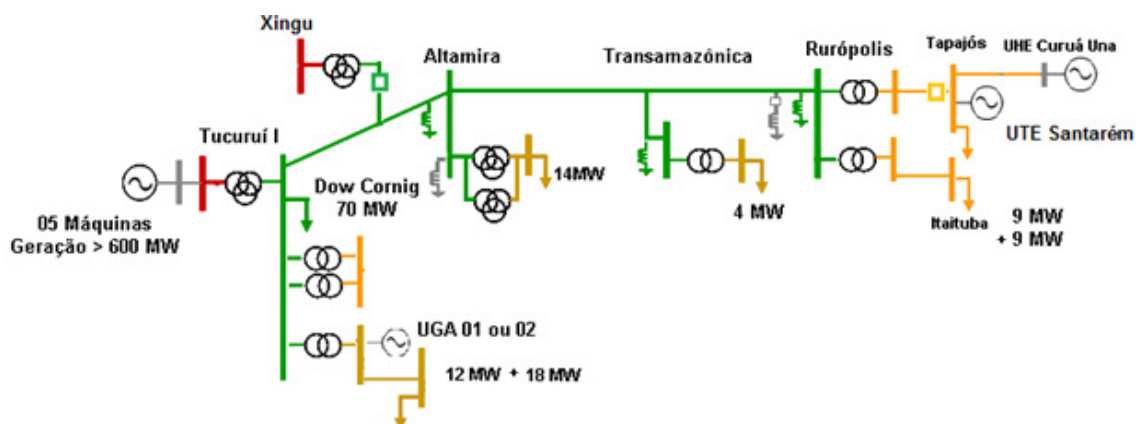 Xingu
Altamira
Transamazónica
Rurópolis
Tapajós
UHE Curuá Una
Tucuruí I
UTE Santarém
Dow Cornig
70 MW
14MW
4 MW
Itaituba
9 MW
+ 9 MW
05 Máquinas
Geração > 600 MW
UGA 01 ou 02
12 MW + 18 MW